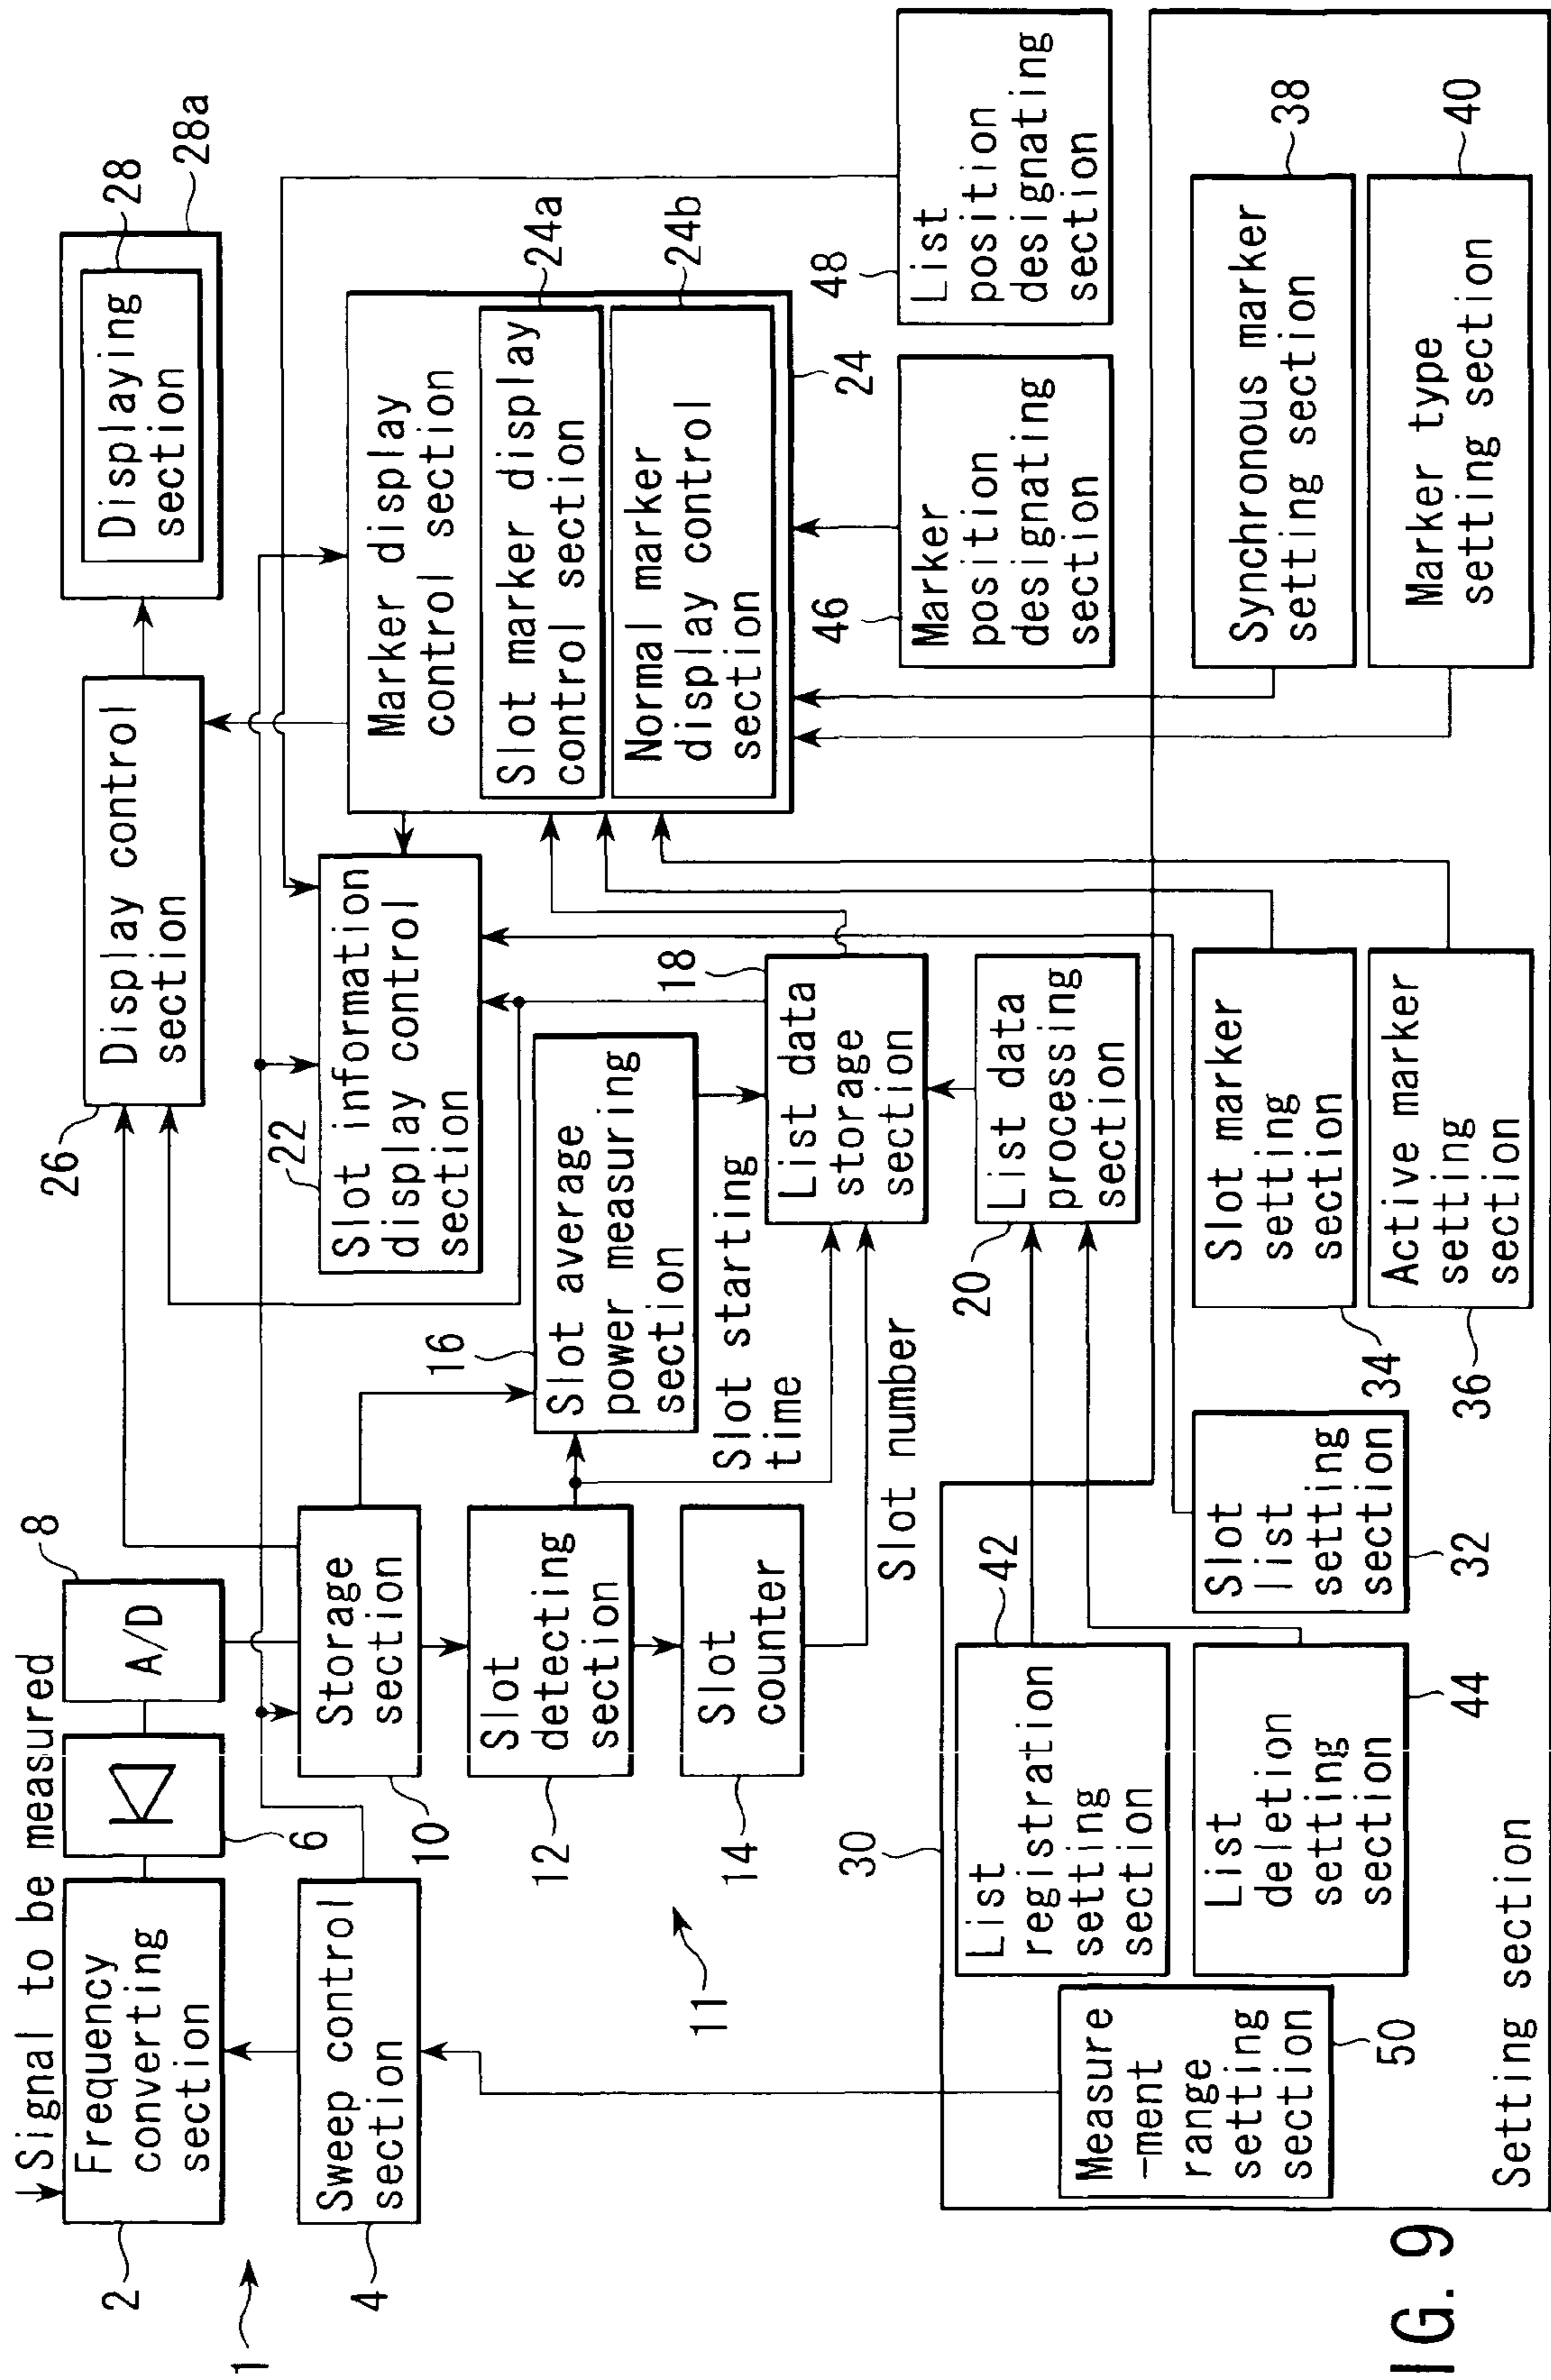 Signal to be measured
Frequency
converting
section
2
1
6
A/D
8
Sweep control
section
4
Storage
section
10
Slot
detecting
section
12
Slot
counter
14
11
Slot average
power measuring
section
16
Slot starting
time
Slot number
Display control
section
26
Displaying
section
28
28a
Slot information
display control
section
22
Marker display
control section
Slot marker display
control section
24a
Normal marker
display control
section
24b
24
List data
storage
section
18
List data
processing
section
20
Marker
position
designating
section
46
List
position
designating
section
48
30
List
registration
setting
section
42
List
deletion
setting
section
44
Measure
-ment
range
setting
section
50
Slot
list
setting
section
32
Slot marker
setting
section
34
Active marker
setting
section
36
Synchronous marker
setting section
38
Marker type
setting section
40
Setting section
IG. 9